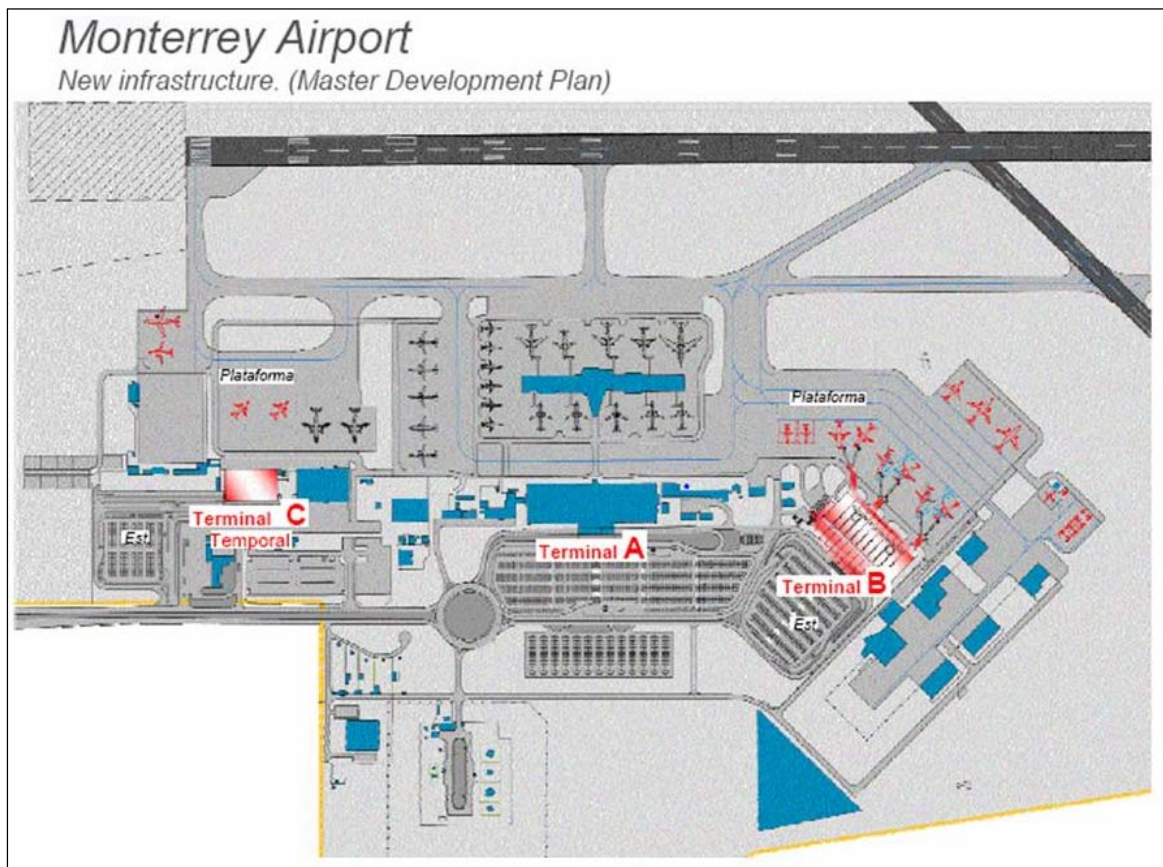 Monterrey Airport
New infrastructure. (Master Development Plan)
Plataforma
Plataforma
Terminal C
Temporal
Est.
Terminal A
Terminal B
Est.